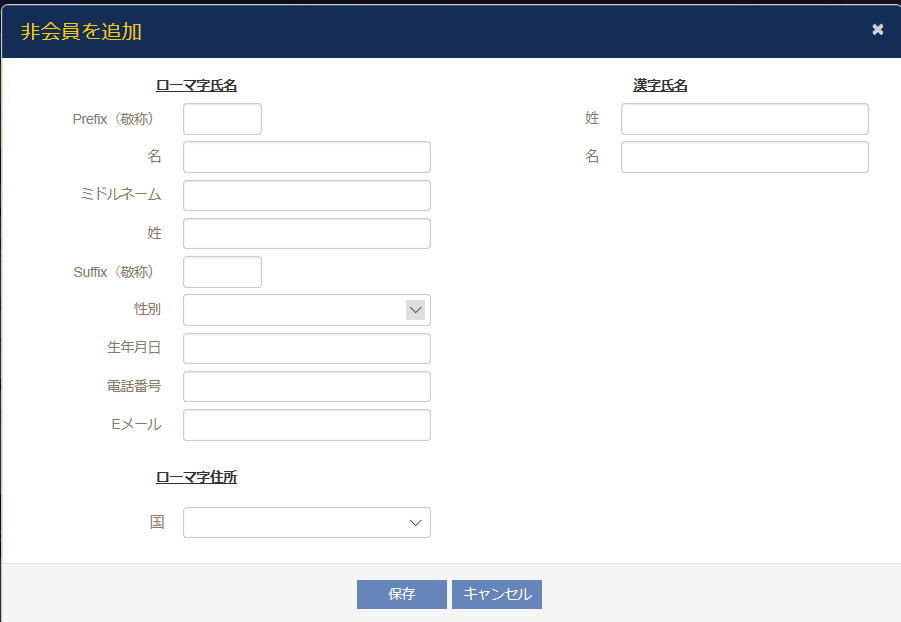 非会員を追加
ローマ字氏名
Prefix（敬称）
名
ミドルネーム
姓
Suffix（敬称）
性別
生年月日
電話番号
Eメール
漢字氏名
姓
名
ローマ字住所
国
保存
キャンセル